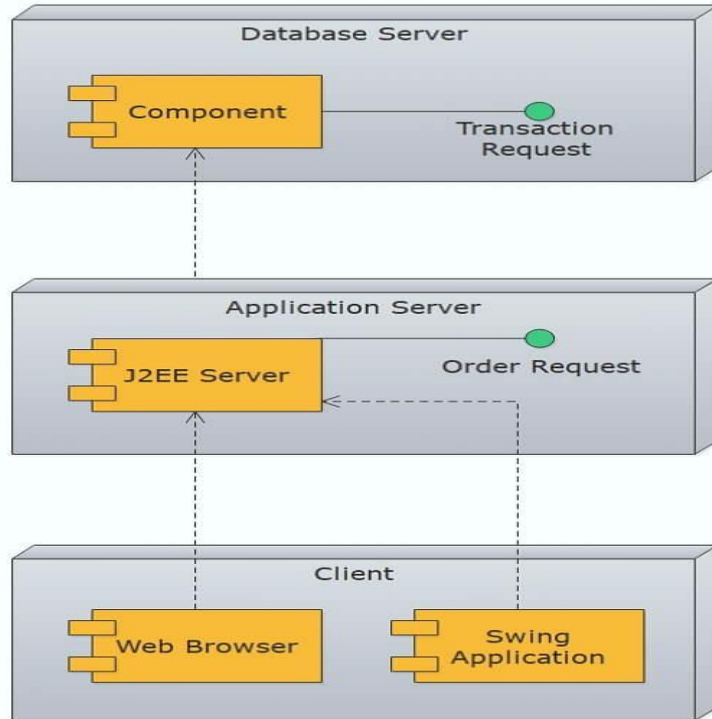 Database Server
Component
Transaction
Request
Application Server
J2EE Server
Order Request
Client
Web Browser
Swing
Application